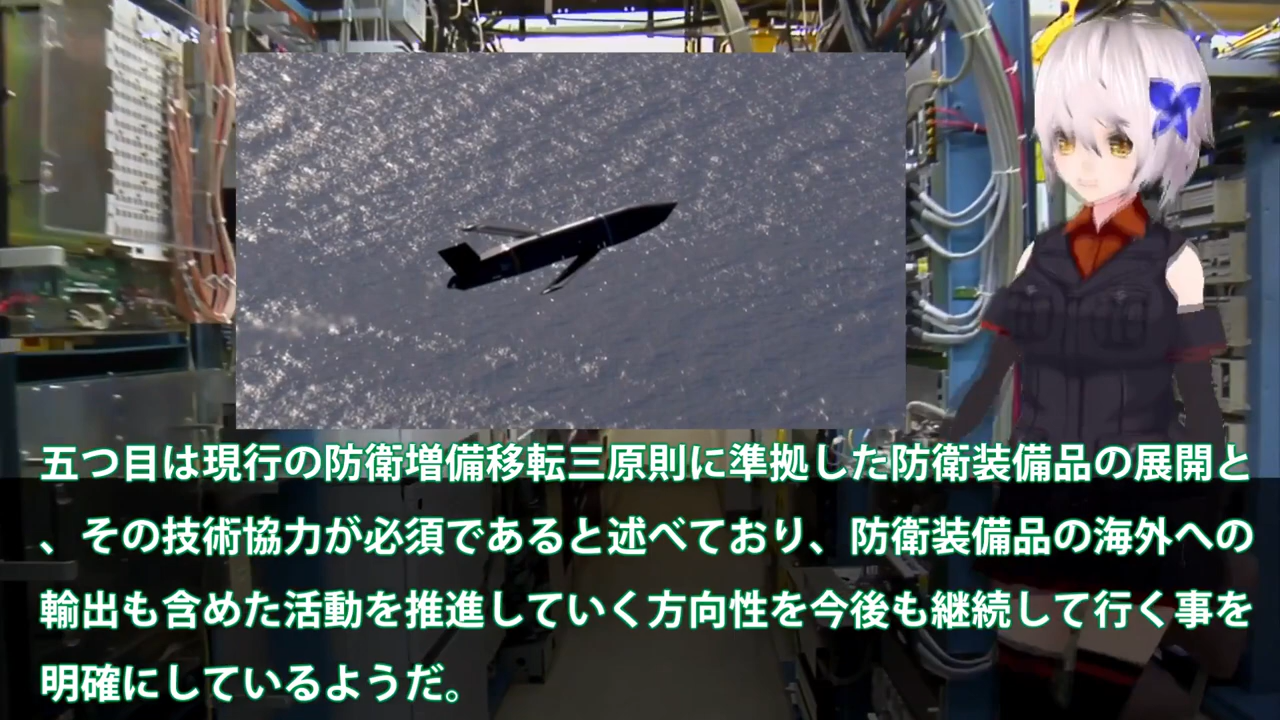 五つ目は現行の防衛増備移転三原則に準拠した防衛装備品の展開と
、その技術協力が必須であると述べており、防衛装備品の海外への
輸出も含めた活動を推進していく方向性を今後も継続して行く事を
明確にしているようだ。